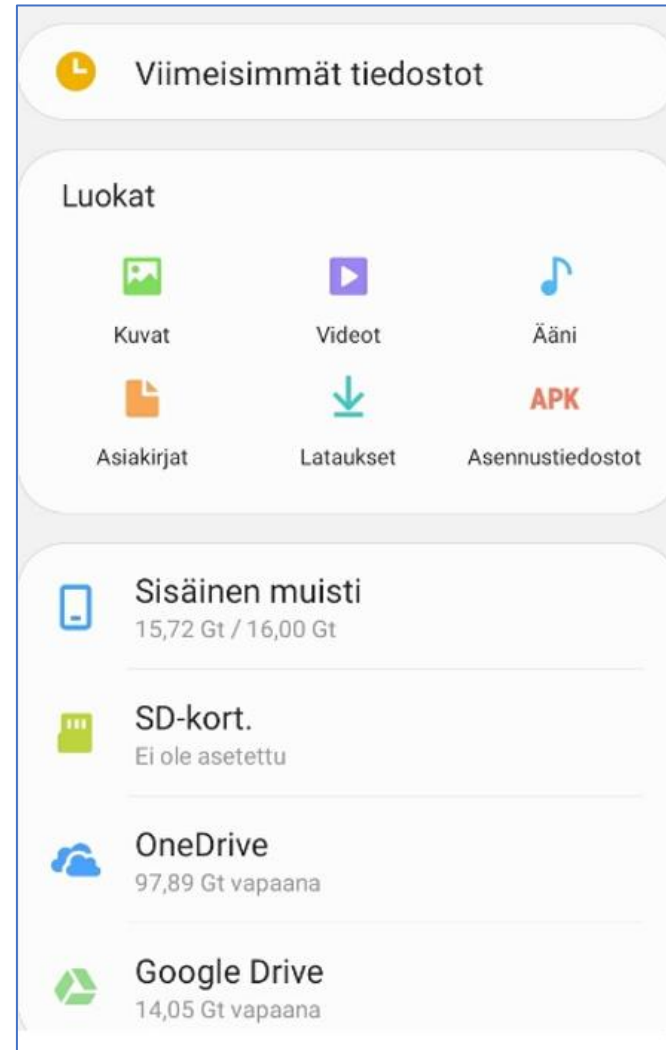 Viimeisimmät tiedostot
Luokat
Kuvat Videot Ääni
Asiakirjat Lataukset APK Asennustiedostot
Sisäinen muisti
15,72 Gt / 16,00 Gt
SD-kort.
Ei ole asetettu
OneDrive
97,89 Gt vapaana
Google Drive
14,05 Gt vapaana